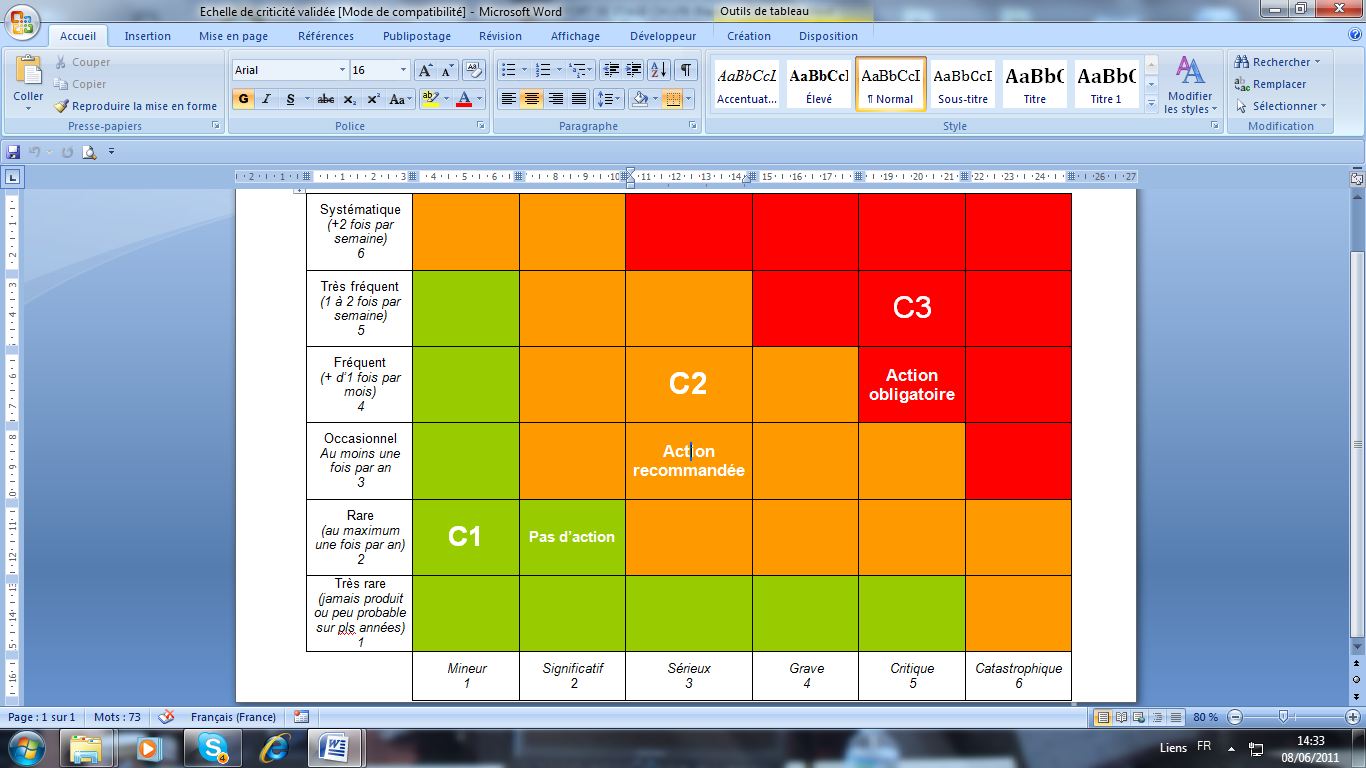 Echelle de criticité validée [Mode de compatibilité] - Microsoft Word
Outils de tableau
Accueil
Insertion
Mise en page
Références
Publipostage
Révision
Affichage
Développeur
Création
Disposition
Coller
Couper
Copier
Reproduire la mise en forme
Presse-papiers
Arial
16
G I S abc x₂ x² Aa
Police
Paragraphe
AaBbCcL
AaBbCcI
AaBbCcI
AaBbCcI
AaBbC
AaBbC
Accentuat...
Élevé
¶ Normal
Sous-titre
Titre
Titre 1
Modifier
les styles
Style
Rechercher
Remplacer
Sélectionner
Modification
Systématique
(+2 fois par
semaine)
6
Très fréquent
(1 à 2 fois par
semaine)
5
C3
Fréquent
(+ d'1 fois par
mois)
4
C2
Action
obligatoire
Occasionnel
Au moins une
fois par an
3
Action
recommandée
Rare
(au maximum
une fois par an)
2
C1
Pas d'action
Très rare
(jamais produit
ou peu probable
sur pls années)
1
Mineur
1
Significatif
2
Sérieux
3
Grave
4
Critique
5
Catastrophique
6
Page : 1 sur 1
Mots : 73
Français (France)
80 %
Liens
FR
14:33
08/06/2011